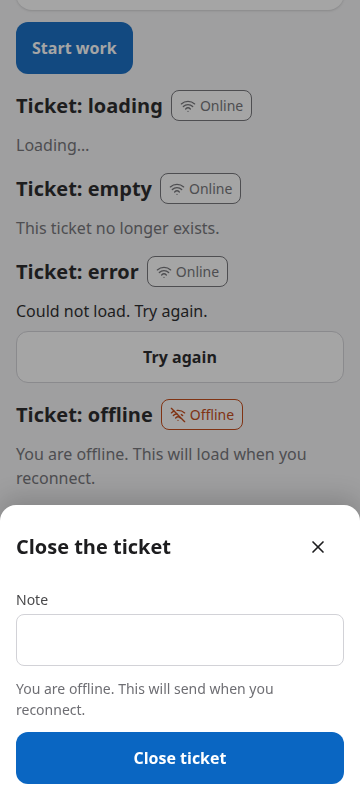 Start work
Ticket: loading Online
Loading...
Ticket: empty Online
This ticket no longer exists.
Ticket: error Online
Could not load. Try again.
Try again
Ticket: offline Offline
You are offline. This will load when you
reconnect.
Close the ticket
Note
You are offline. This will send when you
reconnect.
Close ticket